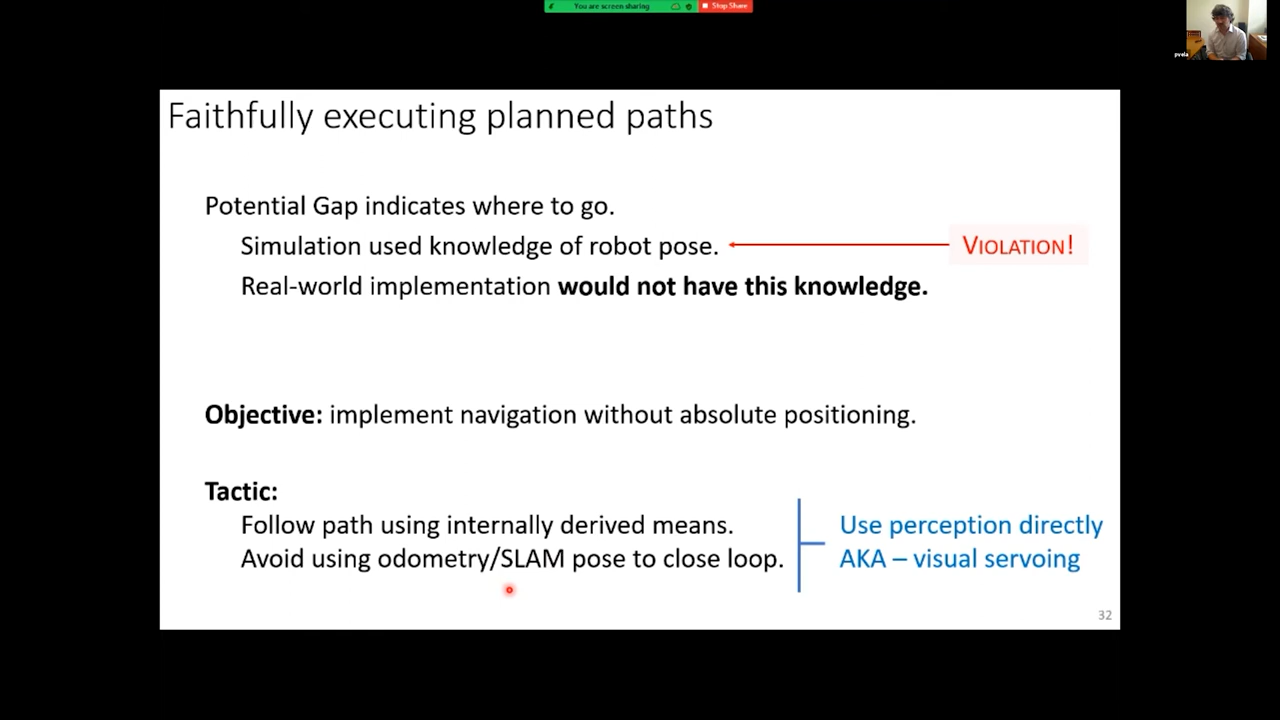 You are screen sharing
Stop Share
pvela
Faithfully executing planned paths
Potential Gap indicates where to go.
Simulation used knowledge of robot pose.
VIOLATION!
Real-world implementation would not have this knowledge.
Objective: implement navigation without absolute positioning.
Tactic:
Follow path using internally derived means.
Use perception directly
Avoid using odometry/SLAM pose to close loop.
AKA – visual servoing
32